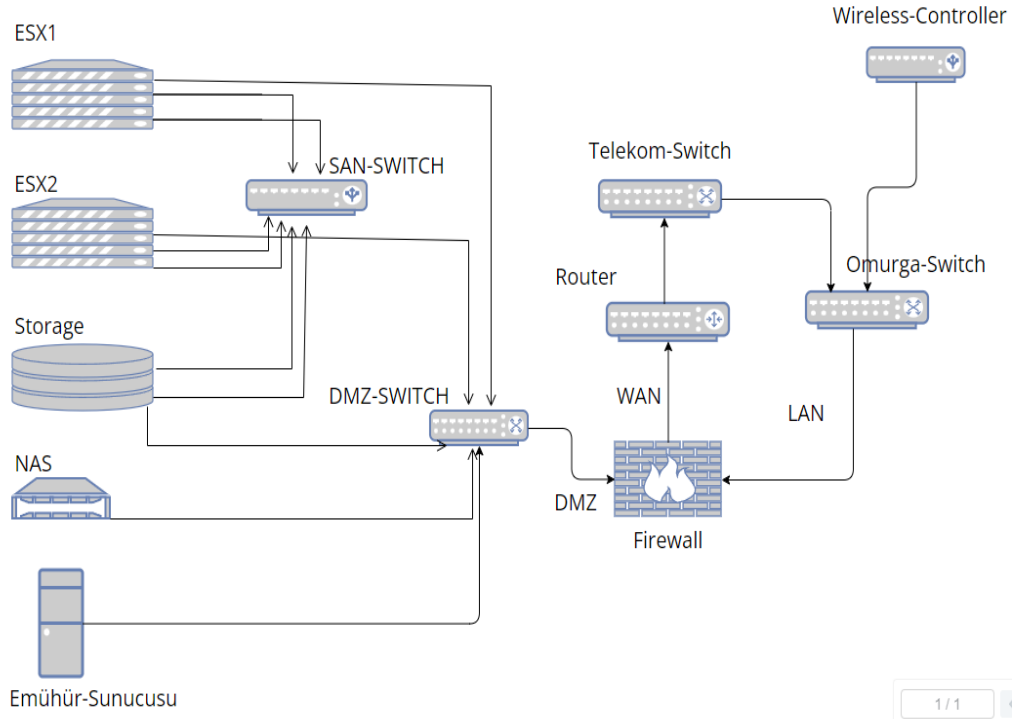 Wireless-Controller
ESX1
Telekom-Switch
SAN-SWITCH
ESX2
Omurga-Switch
Router
Storage
DMZ-SWITCH
WAN
LAN
NAS
DMZ
Firewall
Emühür-Sunucusu
1 / 1